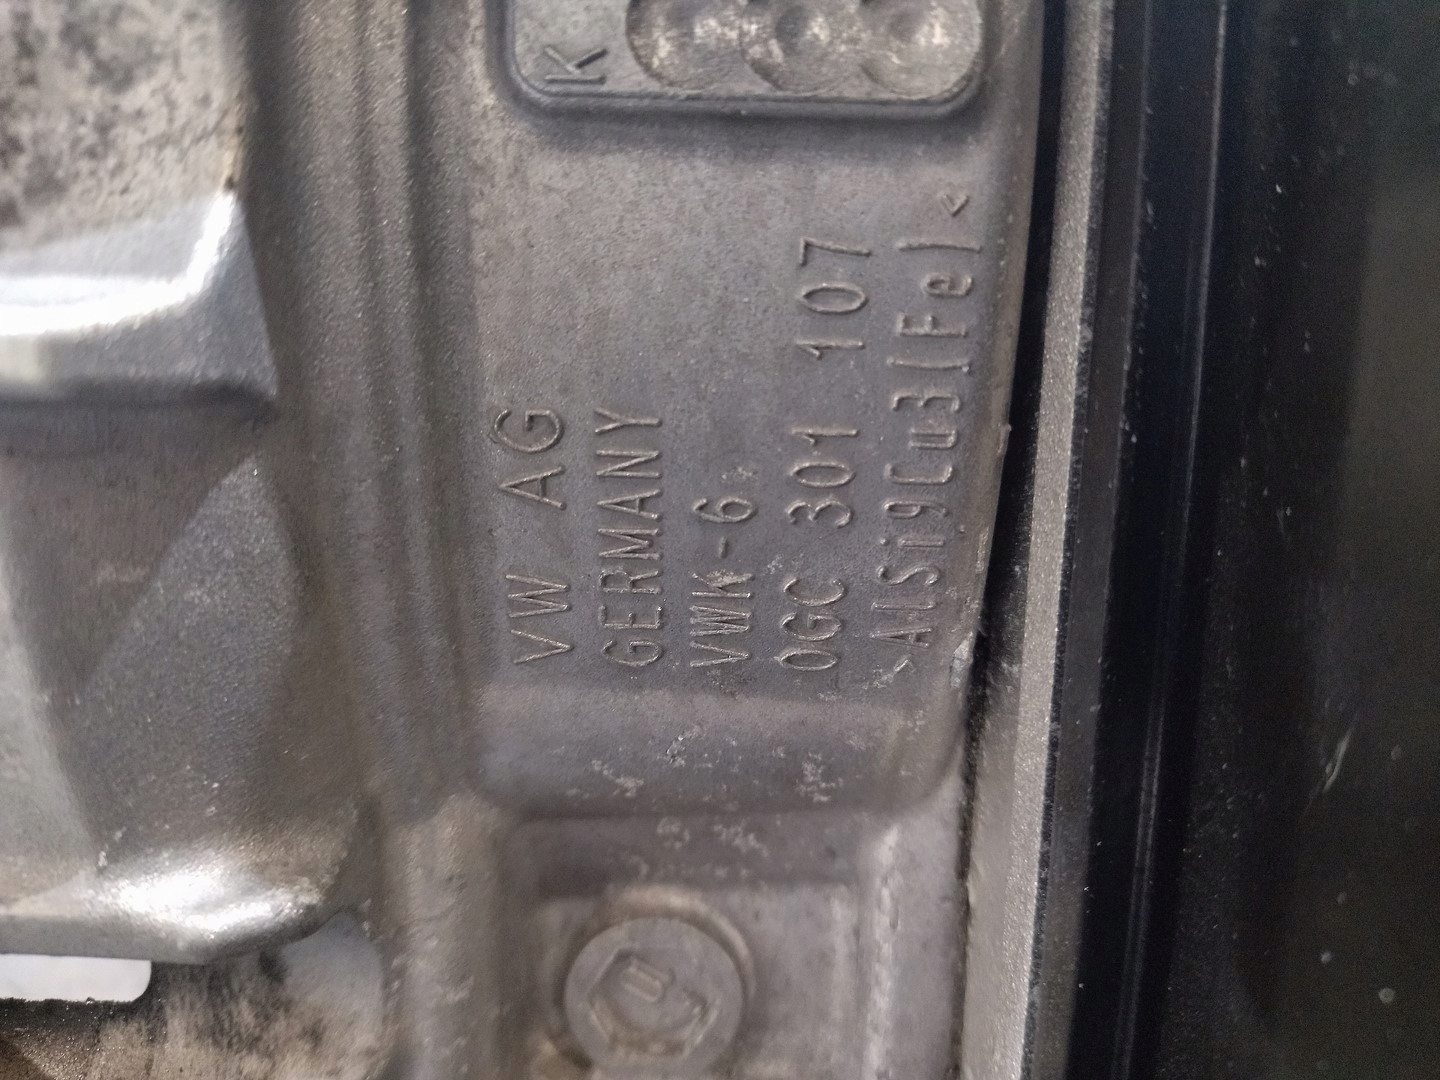 K
VW AG
GERMANY
VWK-6
0GC 301 107
>AlSi9Cu3(Fe)<